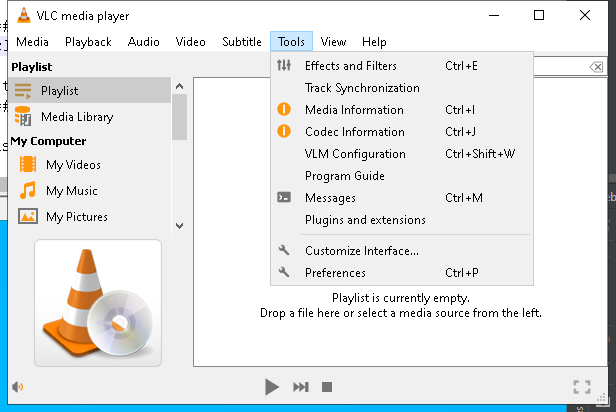 VLC media player
Media Playback Audio Video Subtitle Tools View Help
Playlist
Playlist
Media Library
My Computer
My Videos
My Music
My Pictures
Effects and Filters Ctrl+E
Track Synchronization
Media Information Ctrl+I
Codec Information Ctrl+J
VLM Configuration Ctrl+Shift+W
Program Guide
Messages Ctrl+M
Plugins and extensions
Customize Interface...
Preferences Ctrl+P
Playlist is currently empty.
Drop a file here or select a media source from the left.